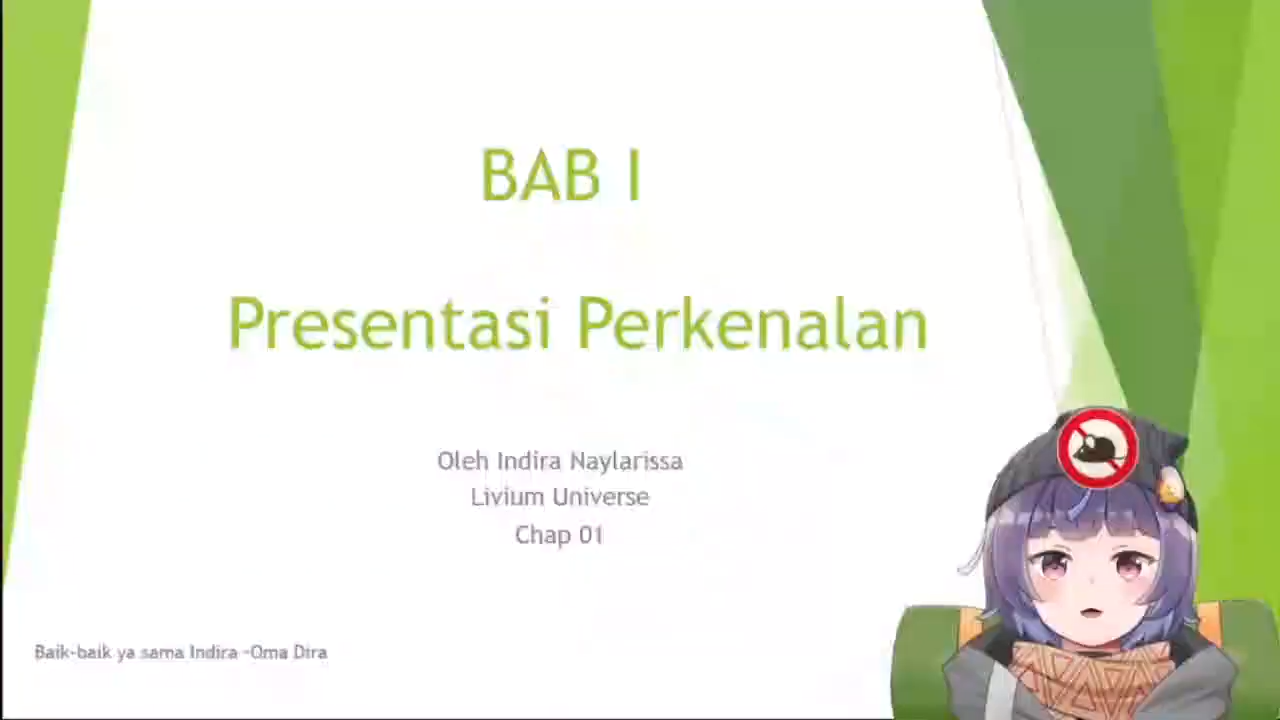 BAB I
Presentasi Perkenalan
Oleh Indira Naylarissa
Livium Universe
Chap 01
Baik-baik ya sama Indira -Oma Dira